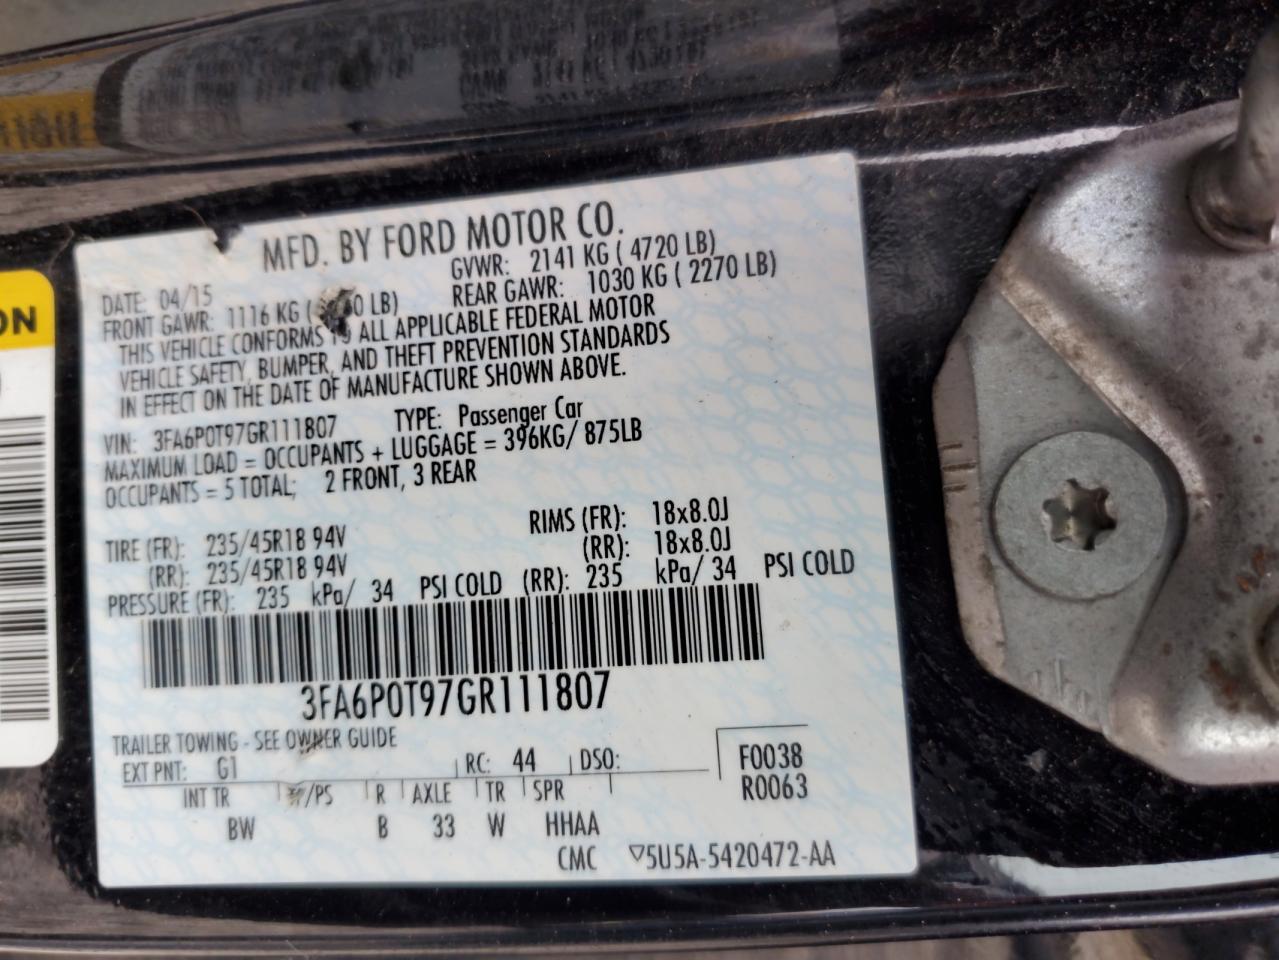 MFD. BY FORD MOTOR CO.
DATE: 04/15 GVWR: 2141 KG ( 4720 LB)
FRONT GAWR: 1116 KG ( 0 LB) REAR GAWR: 1030 KG ( 2270 LB)
THIS VEHICLE CONFORMS TO ALL APPLICABLE FEDERAL MOTOR
VEHICLE SAFETY, BUMPER, AND THEFT PREVENTION STANDARDS
IN EFFECT ON THE DATE OF MANUFACTURE SHOWN ABOVE.
VIN: 3FA6P0T97GR111807 TYPE: Passenger Car
MAXIMUM LOAD = OCCUPANTS + LUGGAGE = 396KG/ 875LB
OCCUPANTS = 5 TOTAL; 2 FRONT, 3 REAR
TIRE (FR): 235/45R18 94V RIMS (FR): 18x8.0J
(RR): 235/45R18 94V (RR): 18x8.0J
PRESSURE (FR): 235 kPa/ 34 PSI COLD (RR): 235 kPa/ 34 PSI COLD
3FA6P0T97GR111807
TRAILER TOWING - SEE OWNER GUIDE
EXT PNT: G1 RC: 44 DSO: F0038
R0063
INT TR /PS R AXLE TR SPR
BW B 33 W HHAA
CMC ▽5U5A-5420472-AA
ON